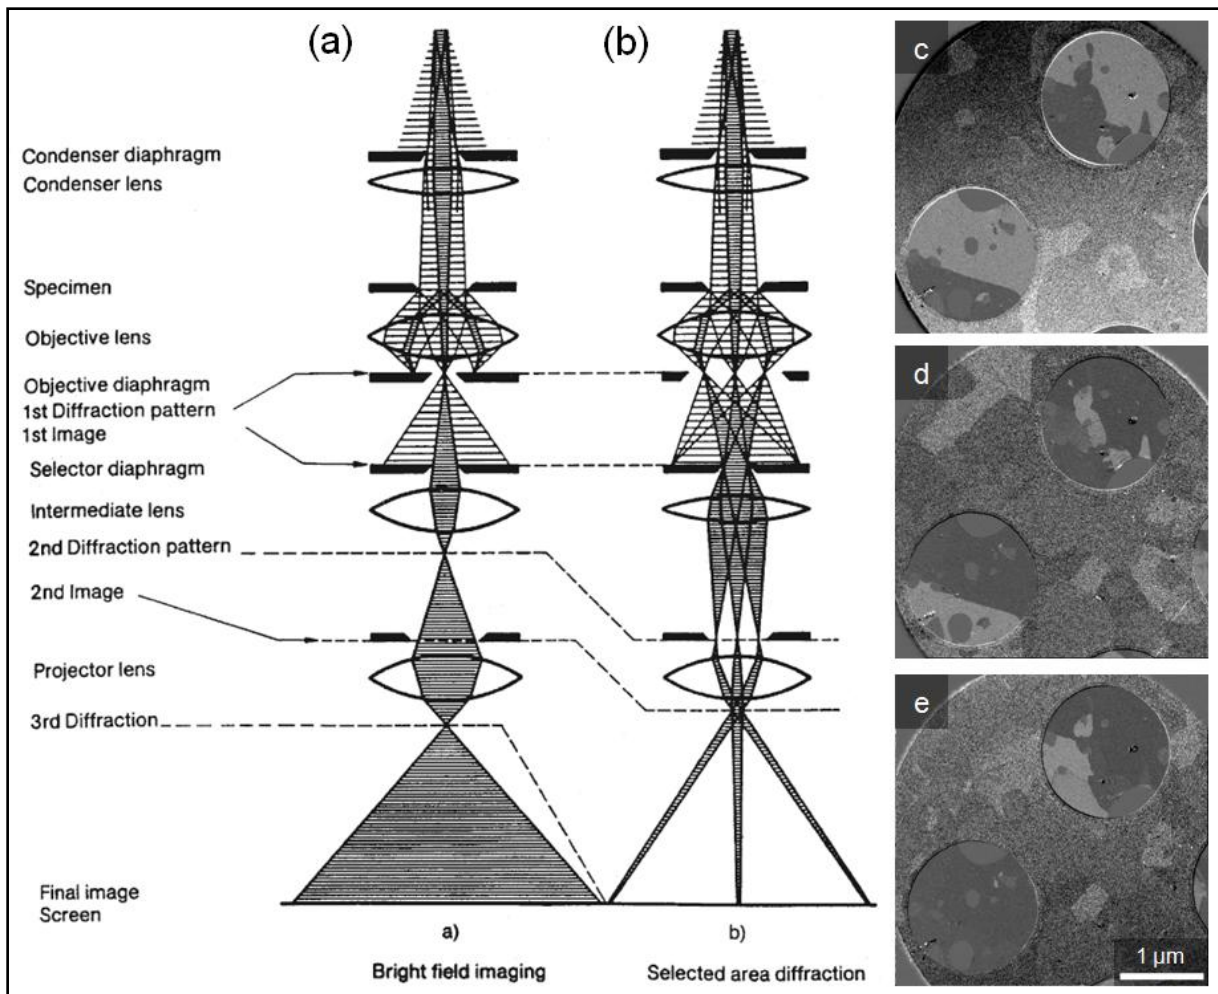 (a)
(b)
c
Condenser diaphragm
Condenser lens
Specimen
Objective lens
Objective diaphragm
1st Diffraction pattern
1st Image
Selector diaphragm
d
Intermediate lens
2nd Diffraction pattern
2nd Image
Projector lens
3rd Diffraction
e
Final image
Screen
a)
b)
Bright field imaging
Selected area diffraction
1 µm